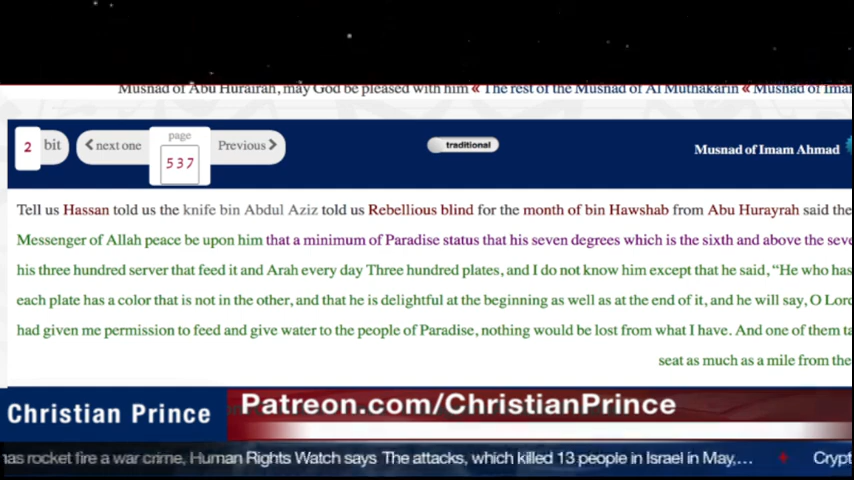 Musnad of Abu Hurairah, may God be pleased with him « The rest of the Musnad of Al Muthakarin « Musnad of Imam
2 bit next one page 537 Previous traditional Musnad of Imam Ahmad
Tell us Hassan told us the knife bin Abdul Aziz told us Rebellious blind for the month of bin Hawshab from Abu Hurayrah said the
Messenger of Allah peace be upon him that a minimum of Paradise status that his seven degrees which is the sixth and above the seve
his three hundred server that feed it and Arah every day Three hundred plates, and I do not know him except that he said, “He who has
each plate has a color that is not in the other, and that he is delightful at the beginning as well as at the end of it, and he will say, O Lord
had given me permission to feed and give water to the people of Paradise, nothing would be lost from what I have. And one of them ta
seat as much as a mile from the
Christian Prince
Patreon.com/ChristianPrince
has rocket fire a war crime, Human Rights Watch says The attacks, which killed 13 people in Israel in May,... Crypt